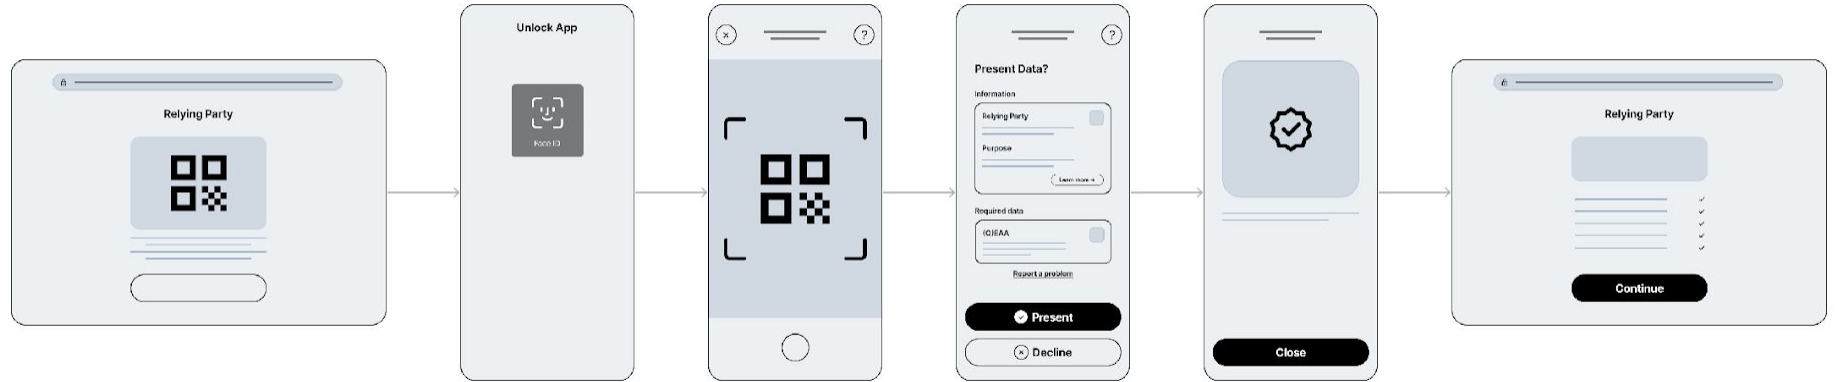 Relying Party
Unlock App
Face ID
×
?
?
Present Data?
Information
Relying Party
Purpose
Learn more →
Required data
(Q)EAA
Report a problem
Present
Decline
Close
Relying Party
Continue